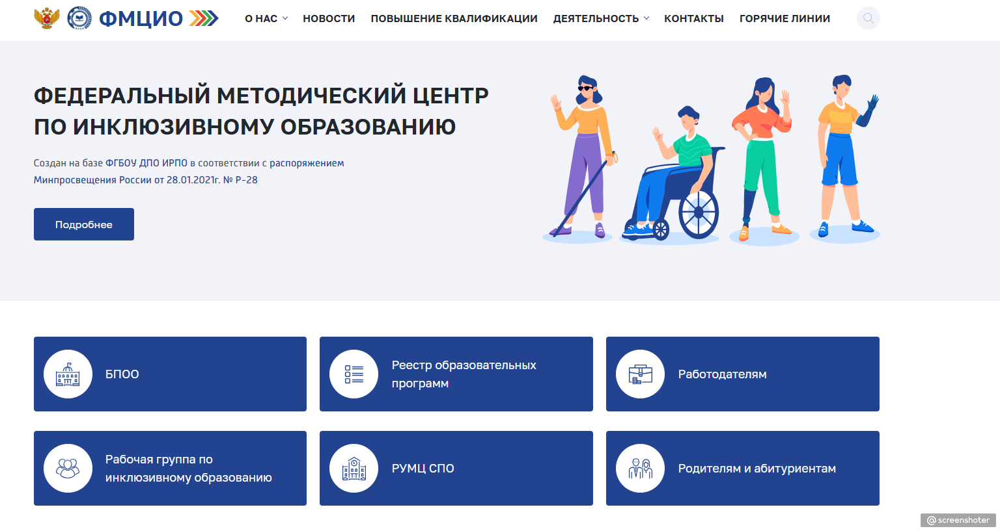 ФМЦИО
О НАС
НОВОСТИ
ПОВЫШЕНИЕ КВАЛИФИКАЦИИ
ДЕЯТЕЛЬНОСТЬ
КОНТАКТЫ
ГОРЯЧИЕ ЛИНИИ
ФЕДЕРАЛЬНЫЙ МЕТОДИЧЕСКИЙ ЦЕНТР
ПО ИНКЛЮЗИВНОМУ ОБРАЗОВАНИЮ
Создан на базе ФГБОУ ДПО ИРПО в соответствии с распоряжением
Минпросвещения России от 28.01.2021г. № Р-28
Подробнее
БПОО
Реестр образовательных
программ
Работодателям
Рабочая группа по
инклюзивному образованию
РУМЦ СПО
Родителям и абитуриентам
@screenshoter